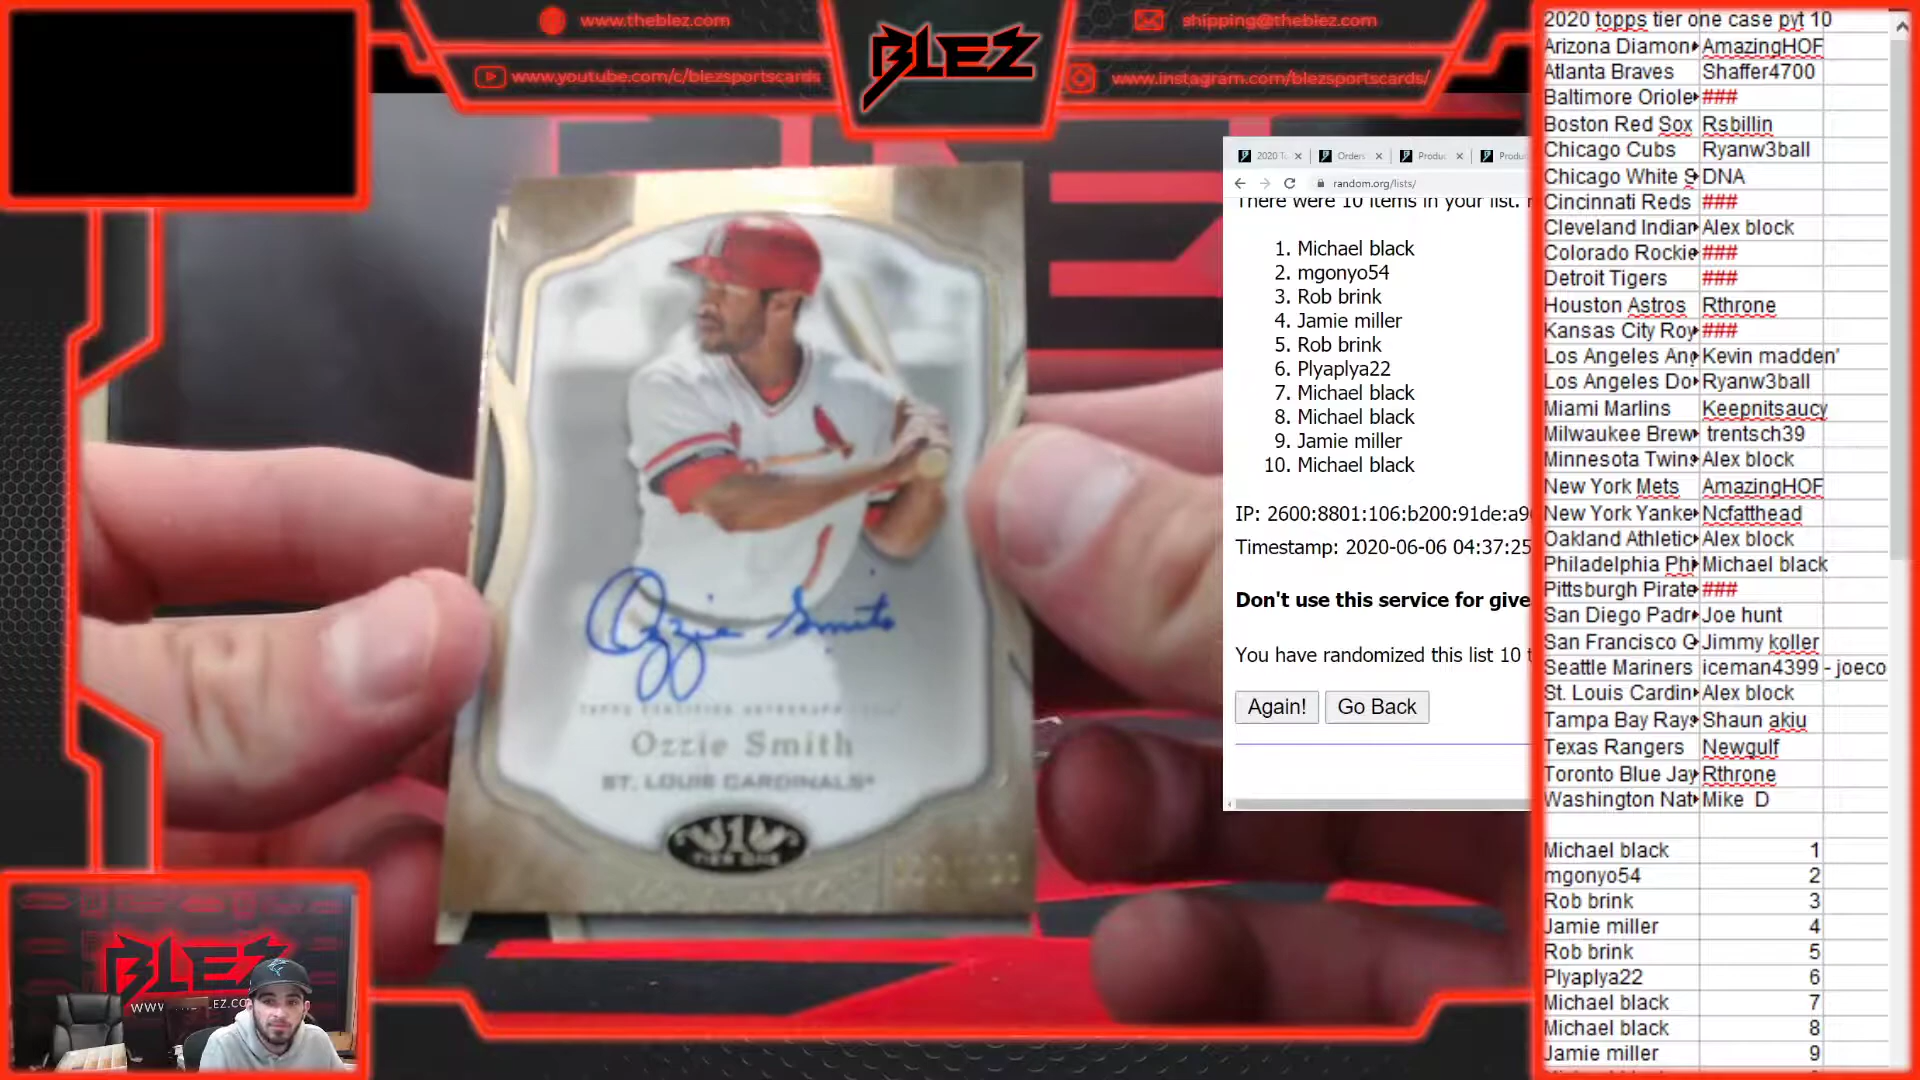 www.theblez.com
shipping@theblez.com
BLEZ
www.youtube.com/c/blezsportscards
www.instagram.com/blezsportscards/
Ozzie Smith
Ozzie Smith
ST. LOUIS CARDINALS
1
TIER ONE
random.org/lists/
There were 10 items in your list.
1. Michael black
2. mgonyo54
3. Rob brink
4. Jamie miller
5. Rob brink
6. Plyaplya22
7. Michael black
8. Michael black
9. Jamie miller
10. Michael black
IP: 2600:8801:106:b200:91de:a9
Timestamp: 2020-06-06 04:37:25
Don't use this service for give
You have randomized this list 10 t
Again! Go Back
2020 topps tier one case pyt 10
Arizona Diamon AmazingHOF
Atlanta Braves Shaffer4700
Baltimore Oriole ###
Boston Red Sox Rsbillin
Chicago Cubs Ryanw3ball
Chicago White S DNA
Cincinnati Reds ###
Cleveland Indian Alex block
Colorado Rockie ###
Detroit Tigers ###
Houston Astros Rthrone
Kansas City Roy ###
Los Angeles Ang Kevin madden'
Los Angeles Do Ryanw3ball
Miami Marlins Keepnitsaucy
Milwaukee Brew trentsch39
Minnesota Twins Alex block
New York Mets AmazingHOF
New York Yanke Ncfatthead
Oakland Athletic Alex block
Philadelphia Phi Michael black
Pittsburgh Pirate ###
San Diego Padr Joe hunt
San Francisco G Jimmy koller
Seattle Mariners iceman4399 - joeco
St. Louis Cardin Alex block
Tampa Bay Rays Shaun akiu
Texas Rangers Newgulf
Toronto Blue Jay Rthrone
Washington Nat Mike D
Michael black 1
mgonyo54 2
Rob brink 3
Jamie miller 4
Rob brink 5
Plyaplya22 6
Michael black 7
Michael black 8
Jamie miller 9
BLEZ